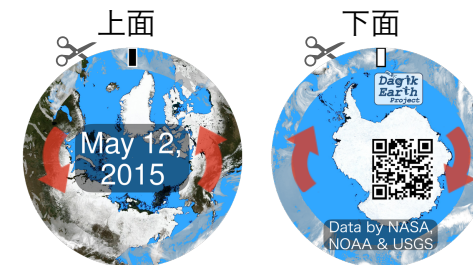 上面
下面
May 12,
2015
Dagik
Earth
Project
Data by NASA,
NOAA & USGS